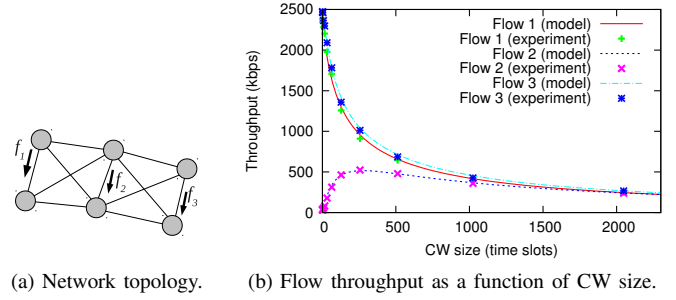 f1
f2
f3
(a) Network topology.
Throughput (kbps)
2500
2000
1500
1000
500
0
0
500
1000
1500
2000
CW size (time slots)
Flow 1 (model)
Flow 1 (experiment)
Flow 2 (model)
Flow 2 (experiment)
Flow 3 (model)
Flow 3 (experiment)
(b) Flow throughput as a function of CW size.